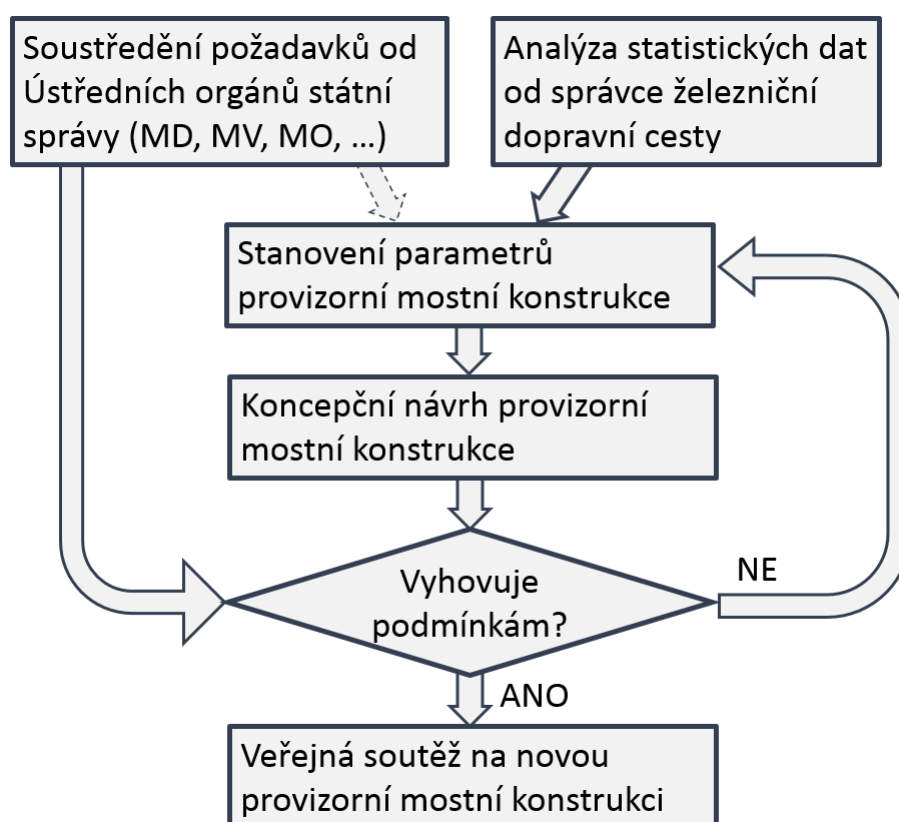 Soustředění požadavků od
Ústředních orgánů státní
správy (MD, MV, MO, ...)
Analýza statistických dat
od správce železniční
dopravní cesty
Stanovení parametrů
provizorní mostní konstrukce
Koncepční návrh provizorní
mostní konstrukce
Vyhovuje
podmínkám?
NE
ANO
Veřejná soutěž na novou
provizorní mostní konstrukci